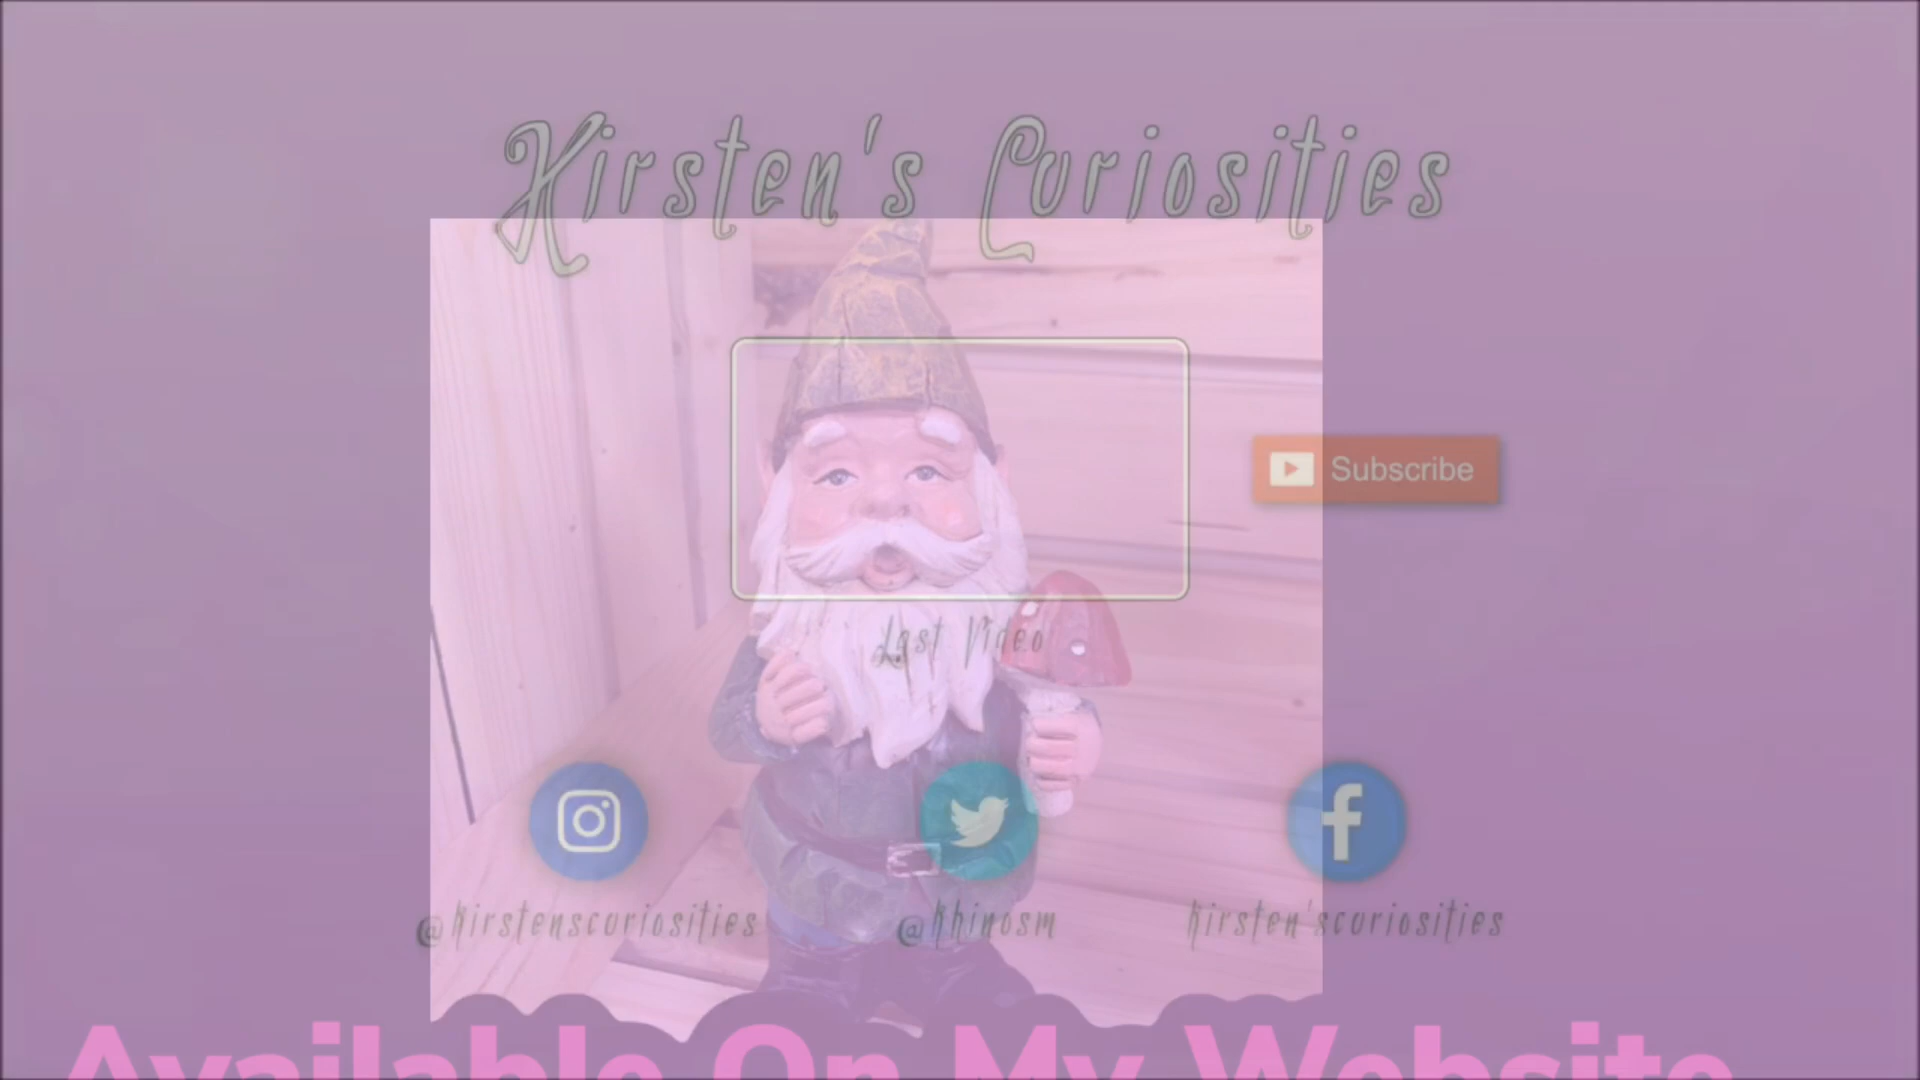 Kirsten's Curiosities
Subscribe
Last Video
@kirstenscuriosities
@khinosm
kirsten'scuriosities
Available On My Website